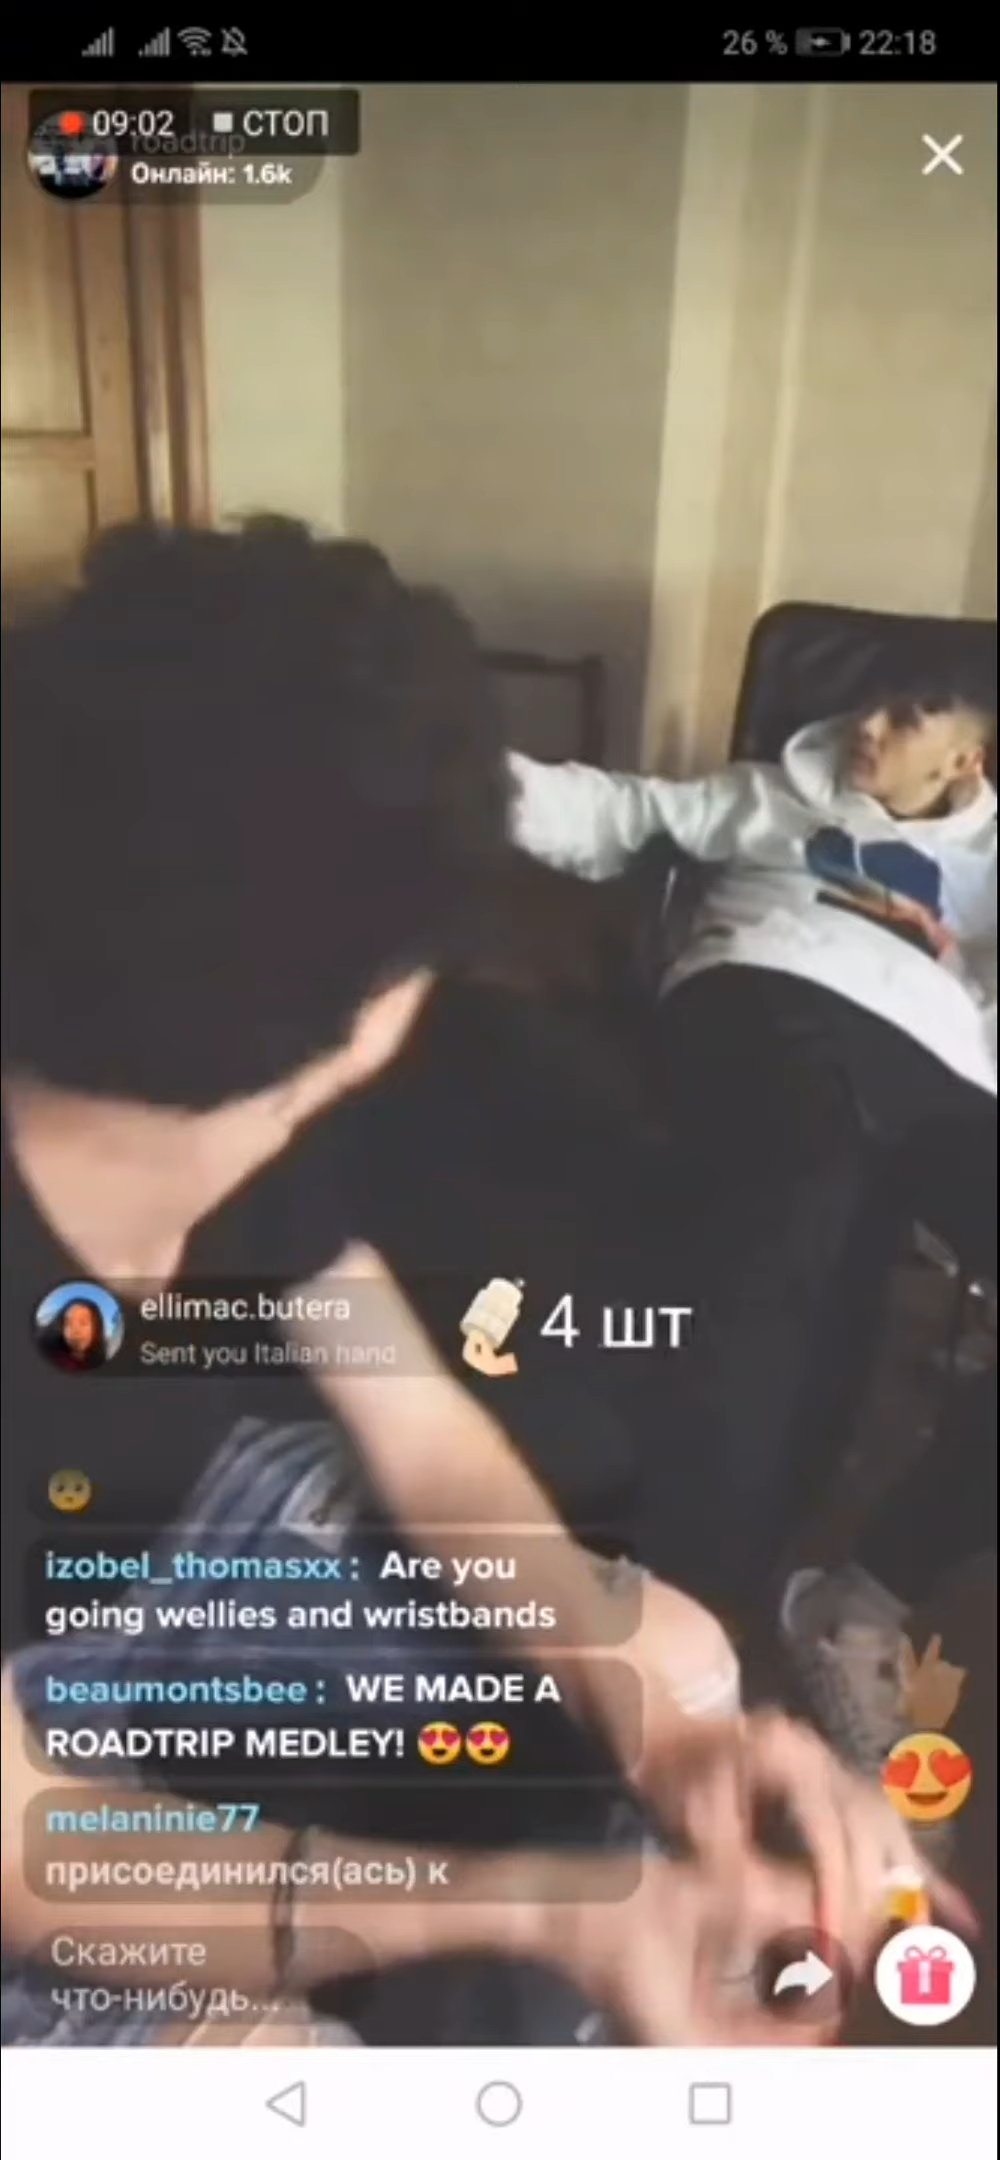 26 % 22:18
09:02 СТОП
roadtrip
Онлайн: 1.6k
ellimac.butera
Sent you Italian hand
4 шт
izobel_thomasxx: Are you
going wellies and wristbands
beaumontsbee: WE MADE A
ROADTRIP MEDLEY! 😍😍
melaninie77
присоединился(ась) к
Скажите
что-нибудь...